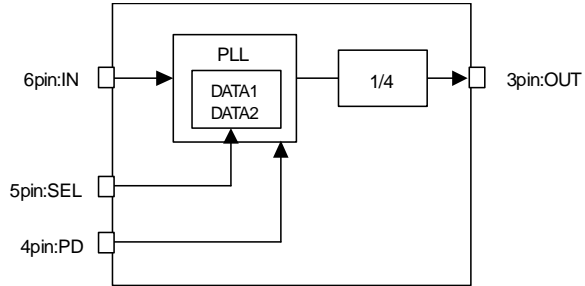 PLL
6pin:IN
DATA1
DATA2
1/4
3pin:OUT
5pin:SEL
4pin:PD